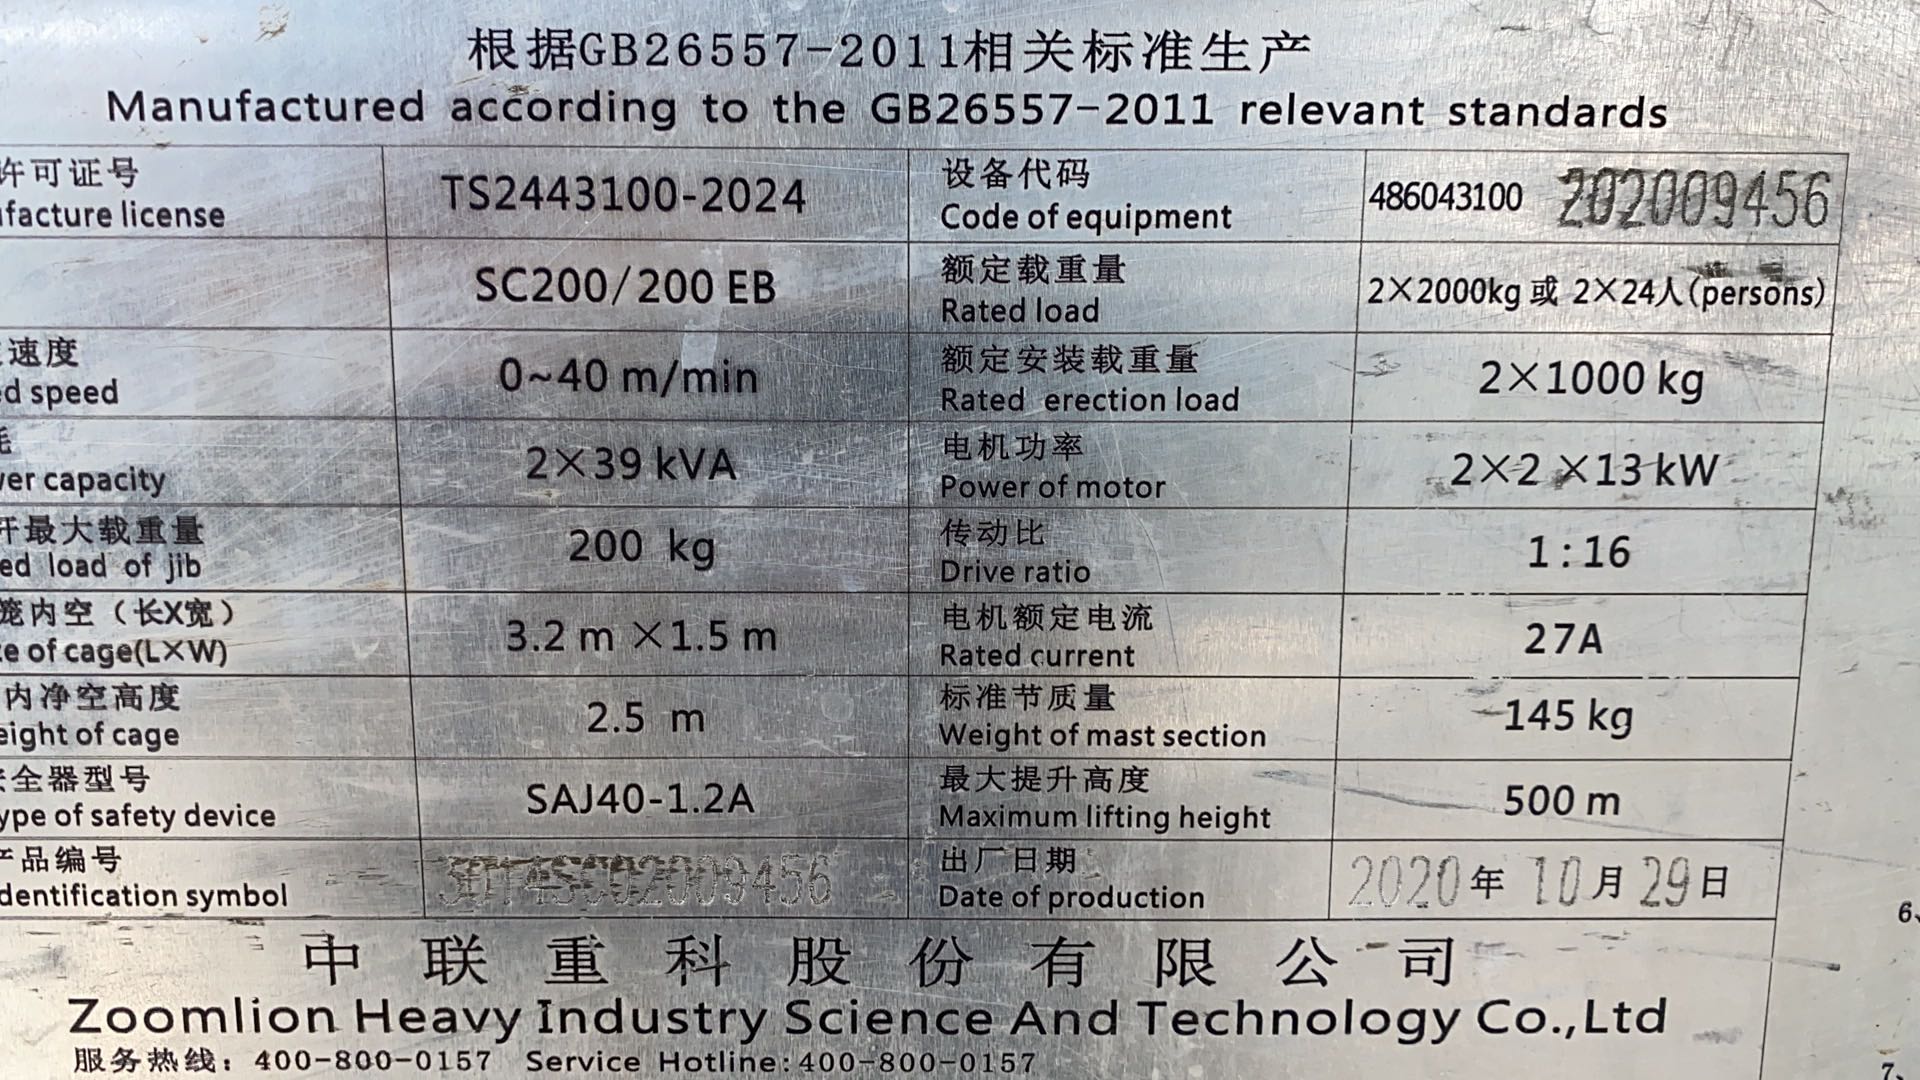 根据GB26557-2011相关标准生产
Manufactured according to the GB26557-2011 relevant standards
许可证号
facture license
TS2443100-2024
设备代码
Code of equipment
486043100 202009456
SC200/200 EB
额定载重量
Rated load
2×2000kg 或 2×24人(persons)
速度
d speed
0~40 m/min
额定安装载重量
Rated erection load
2×1000 kg
耗
er capacity
2×39 kVA
电机功率
Power of motor
2×2 ×13 kW
杆最大载重量
ed load of jib
200 kg
传动比
Drive ratio
1:16
笼内空（长X宽）
e of cage(L×W)
3.2 m ×1.5 m
电机额定电流
Rated current
27A
内净空高度
eight of cage
2.5 m
标准节质量
Weight of mast section
145 kg
安全器型号
ype of safety device
SAJ40-1.2A
最大提升高度
Maximum lifting height
500 m
产品编号
dentification symbol
出厂日期
Date of production
2020年 10月 29日
中联重科股份有限公司
Zoomlion Heavy Industry Science And Technology Co.,Ltd
服务热线：400-800-0157 Service Hotline:400-800-0157
6、
7、